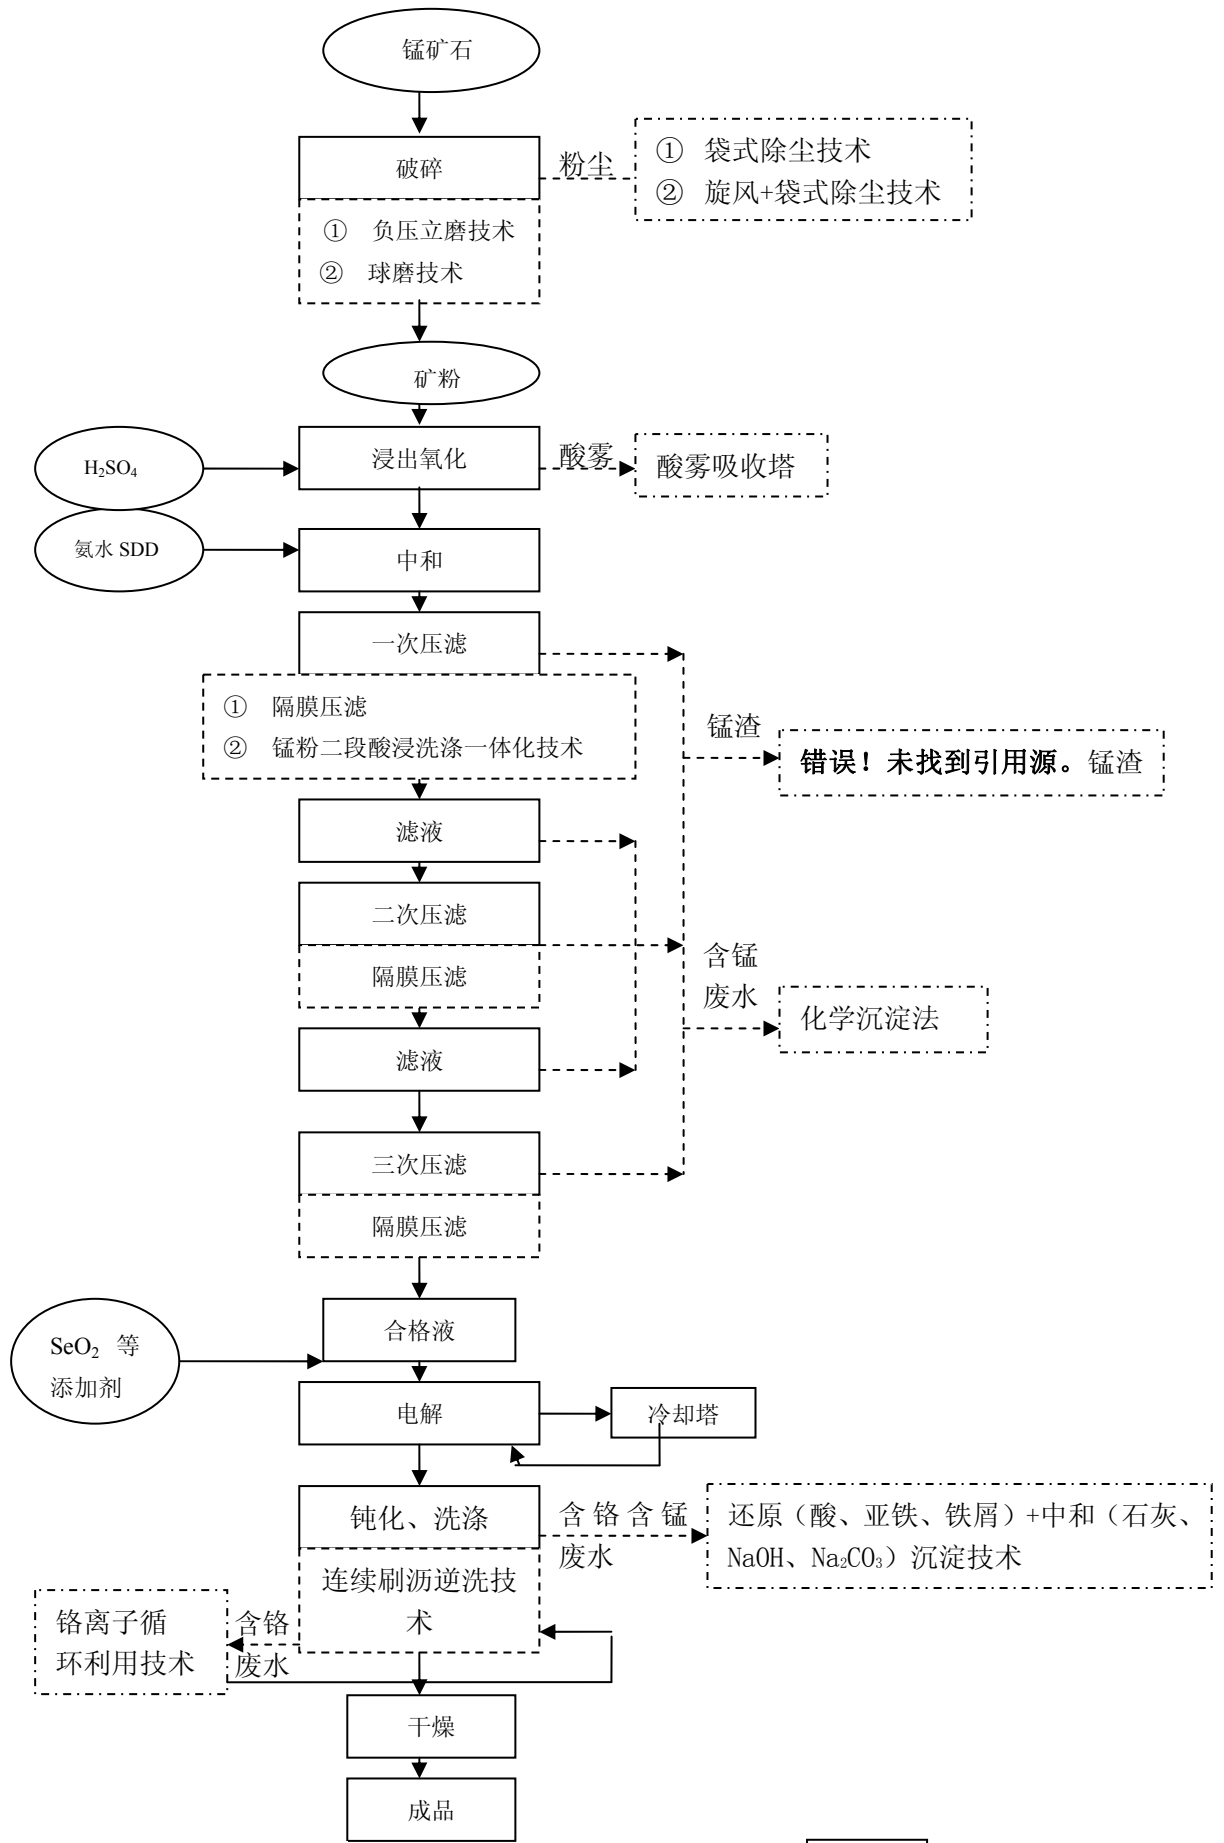 锰矿石
破碎
粉尘
① 袋式除尘技术
② 旋风+袋式除尘技术
① 负压立磨技术
② 球磨技术
矿粉
H₂SO₄
浸出氧化
酸雾
酸雾吸收塔
氨水 SDD
中和
一次压滤
① 隔膜压滤
② 锰粉二段酸浸洗涤一体化技术
锰渣
错误！未找到引用源。锰渣
滤液
二次压滤
隔膜压滤
含锰
废水
化学沉淀法
滤液
三次压滤
隔膜压滤
SeO₂ 等
添加剂
合格液
电解
冷却塔
钝化、洗涤
含铬含锰
废水
还原（酸、亚铁、铁屑）+中和（石灰、
NaOH、Na₂CO₃）沉淀技术
连续刷沥逆洗技
术
铬离子循
环利用技术
含铬
废水
干燥
成品